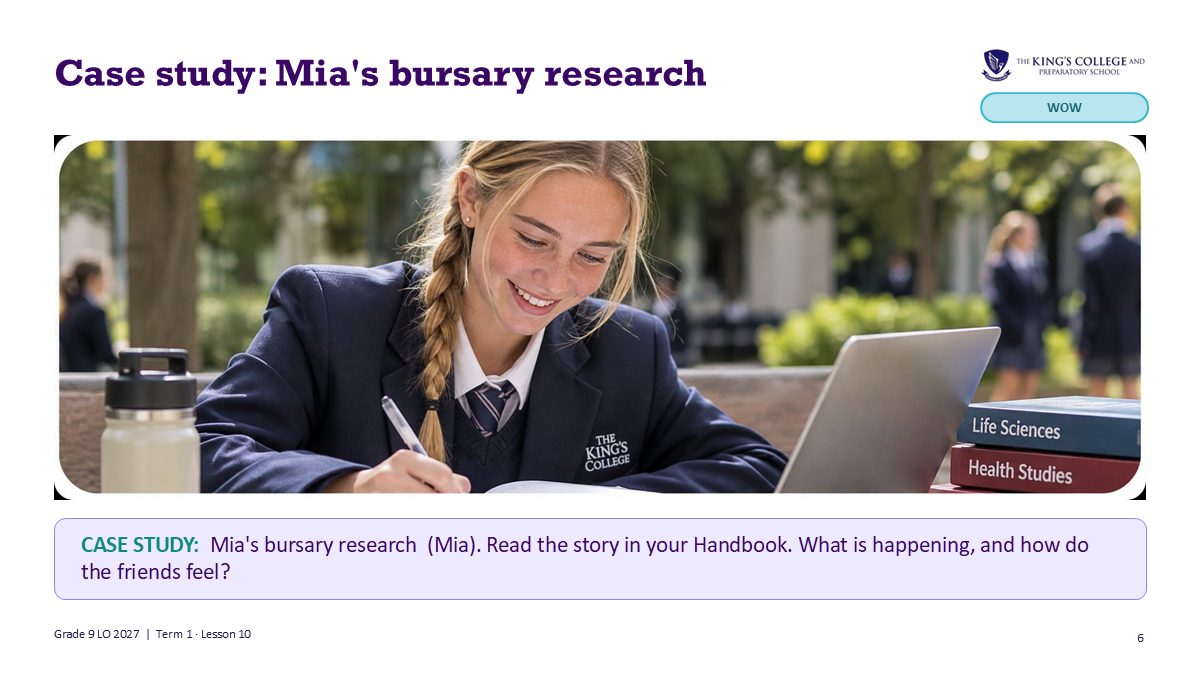 Case study: Mia's bursary research
THE KING'S COLLEGE AND
PREPARATORY SCHOOL
WOW
THE
KING'S
COLLEGE
Life Sciences
Health Studies
CASE STUDY:  Mia's bursary research  (Mia). Read the story in your Handbook. What is happening, and how do
the friends feel?
Grade 9 LO 2027  |  Term 1 · Lesson 10
6